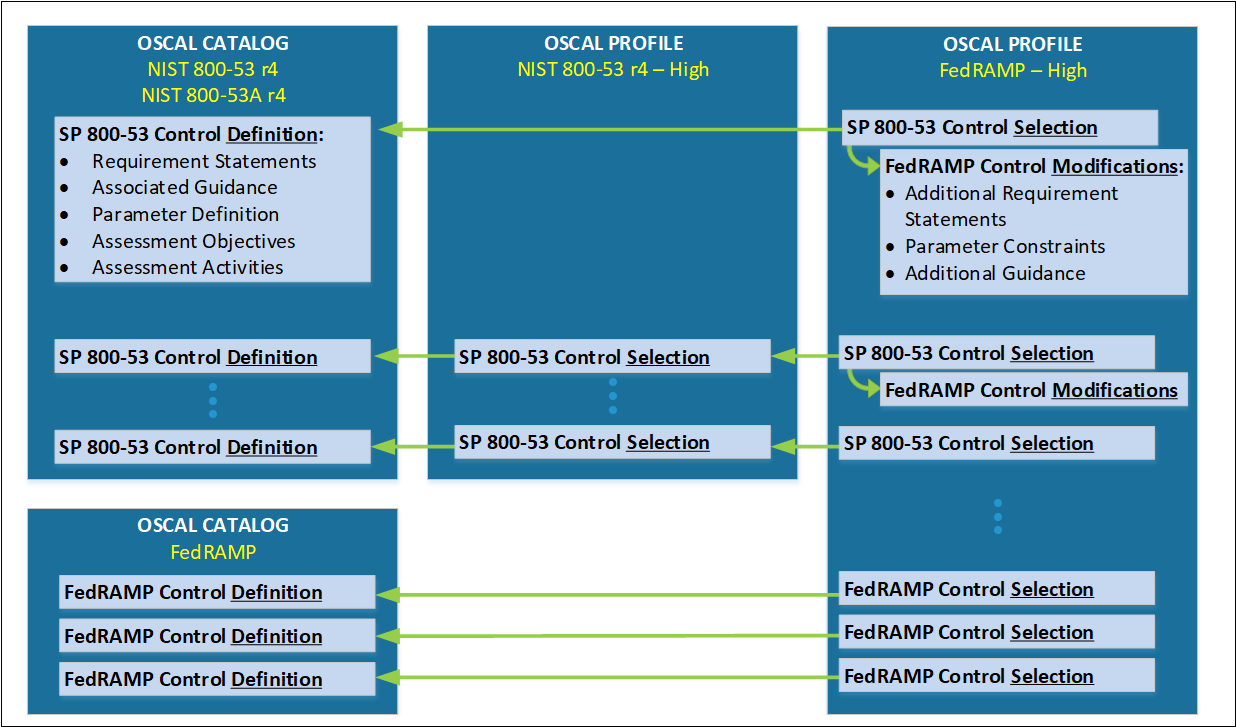 OSCAL CATALOG
NIST 800-53 r4
NIST 800-53A r4
SP 800-53 Control Definition:
• Requirement Statements
• Associated Guidance
• Parameter Definition
• Assessment Objectives
• Assessment Activities
SP 800-53 Control Definition
SP 800-53 Control Definition
OSCAL PROFILE
NIST 800-53 r4 – High
SP 800-53 Control Selection
SP 800-53 Control Selection
OSCAL PROFILE
FedRAMP – High
SP 800-53 Control Selection
FedRAMP Control Modifications:
• Additional Requirement
Statements
• Parameter Constraints
• Additional Guidance
SP 800-53 Control Selection
FedRAMP Control Modifications
SP 800-53 Control Selection
FedRAMP Control Selection
FedRAMP Control Selection
FedRAMP Control Selection
OSCAL CATALOG
FedRAMP
FedRAMP Control Definition
FedRAMP Control Definition
FedRAMP Control Definition